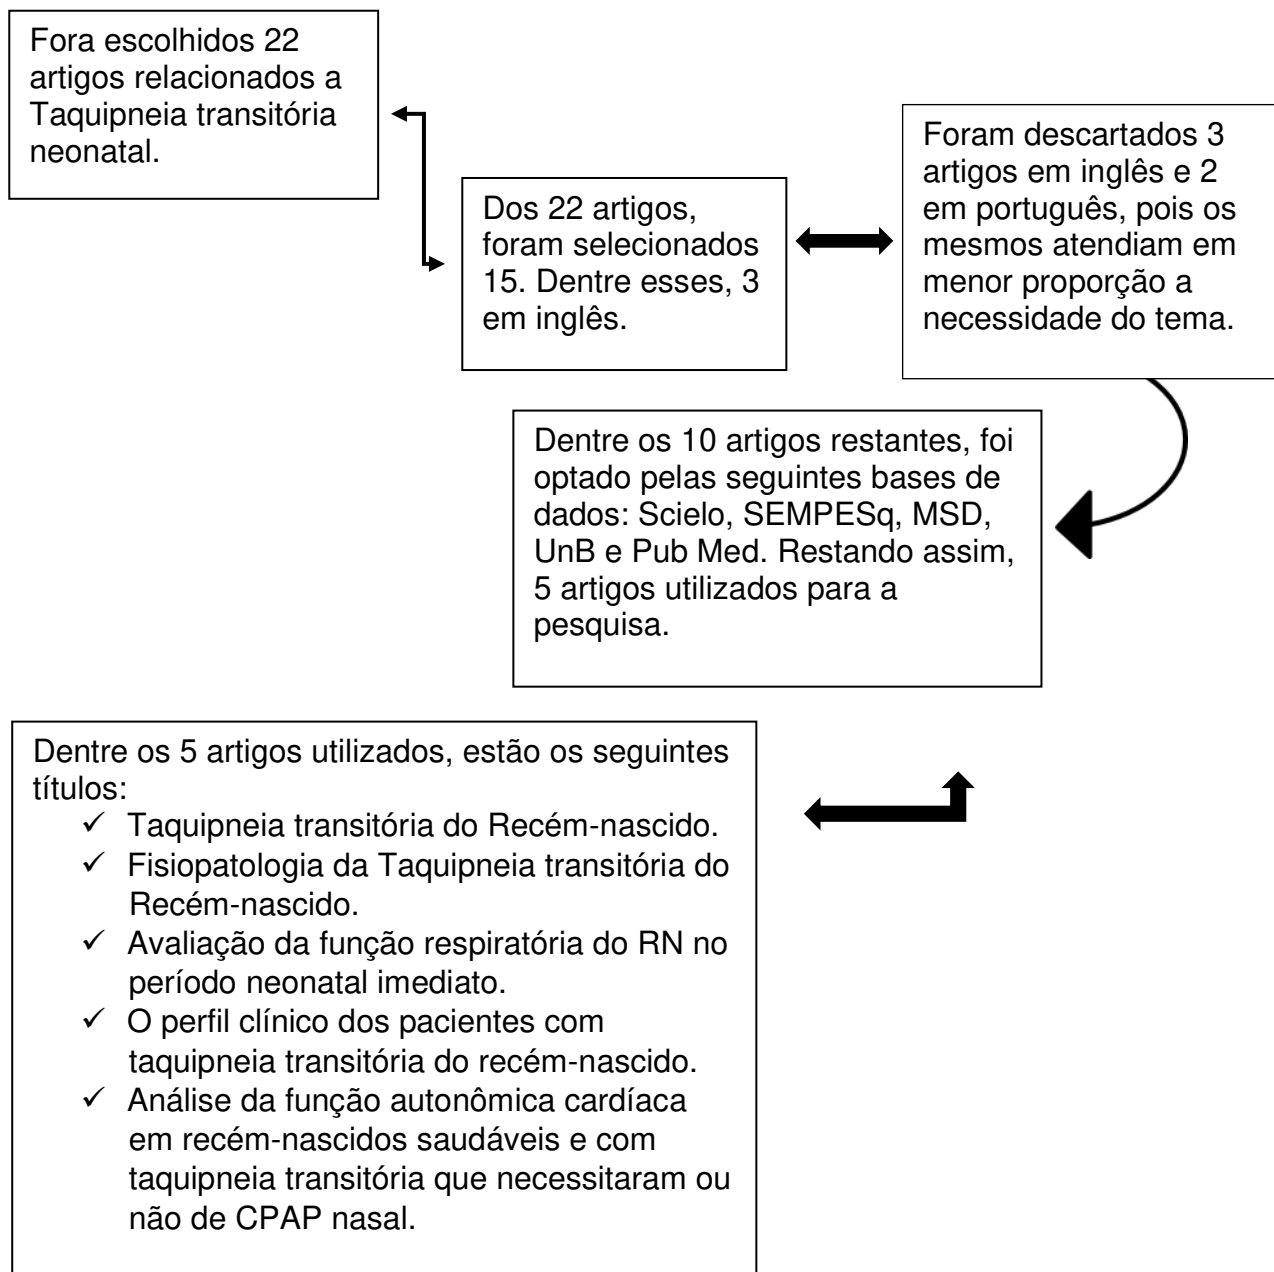 Fora escolhidos 22
artigos relacionados a
Taquipneia transitória
neonatal.
Dos 22 artigos,
foram selecionados
15. Dentre esses, 3
em inglês.
Foram descartados 3
artigos em inglês e 2
em português, pois os
mesmos atendiam em
menor proporção a
necessidade do tema.
Dentre os 10 artigos restantes, foi
optado pelas seguintes bases de
dados: Scielo, SEMPESq, MSD,
UnB e Pub Med. Restando assim,
5 artigos utilizados para a
pesquisa.
Dentre os 5 artigos utilizados, estão os seguintes
títulos:
✓ Taquipneia transitória do Recém-nascido.
✓ Fisiopatologia da Taquipneia transitória do
Recém-nascido.
✓ Avaliação da função respiratória do RN no
período neonatal imediato.
✓ O perfil clínico dos pacientes com
taquipneia transitória do recém-nascido.
✓ Análise da função autonômica cardíaca
em recém-nascidos saudáveis e com
taquipneia transitória que necessitaram ou
não de CPAP nasal.